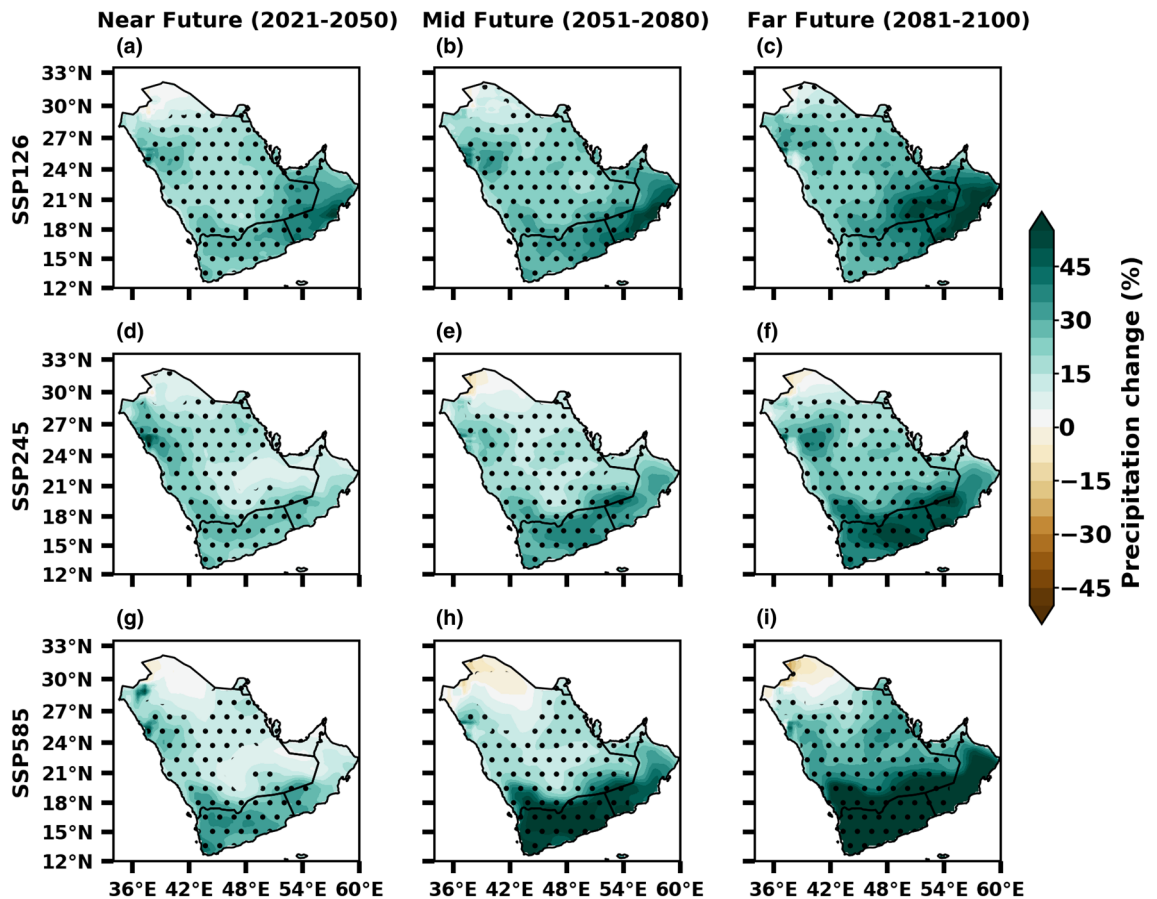 Near Future (2021-2050) Mid Future (2051-2080) Far Future (2081-2100)
(a) (b) (c)
33°N
30°N
27°N
24°N
21°N
18°N
15°N
12°N
SSP126
(d) (e) (f)
33°N
30°N
27°N
24°N
21°N
18°N
15°N
12°N
SSP245
(g) (h) (i)
33°N
30°N
27°N
24°N
21°N
18°N
15°N
12°N
SSP585
36°E 42°E 48°E 54°E 60°E 36°E 42°E 48°E 54°E 60°E 36°E 42°E 48°E 54°E 60°E
45
30
15
0
−15
−30
−45
Precipitation change (%)